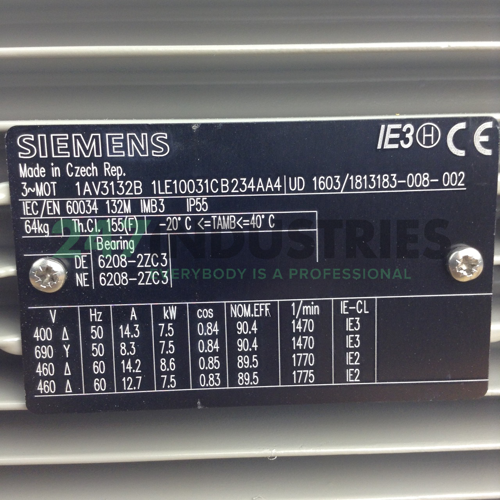 SIEMENS
IE3 H CE
Made in Czech Rep.
3~MOT 1AV3132B 1LE10031CB234AA4 UD 1603/1813183-008-002
IEC/EN 60034 132M IMB3 IP55
64kg Th.Cl. 155(F) -20°C <=TAMB<=40°C
Bearing
DE 6208-2ZC3
NE 6208-2ZC3
INDUSTRIES
EVERYBODY IS A PREMIUM CUSTOMER
V Hz A kW cos NOM.EFF 1/min IE-CL
400 Δ 50 14.3 7.5 0.84 90.4 1470 IE3
690 Y 50 8.3 7.5 0.84 90.4 1470 IE3
460 Δ 60 14.2 8.6 0.85 89.5 1770 IE2
460 Δ 60 12.7 7.5 0.83 89.5 1775 IE2